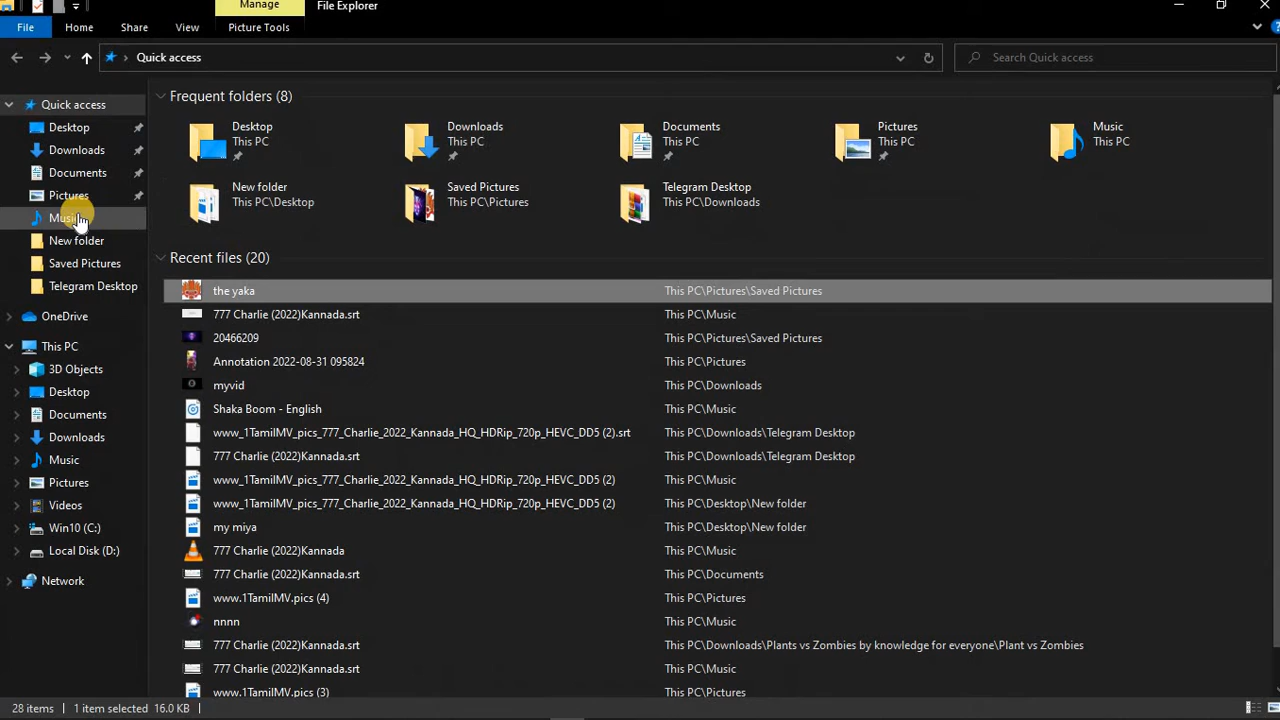 Manage
File Explorer
File
Home
Share
View
Picture Tools
Quick access
Search Quick access
Quick access
Desktop
Downloads
Documents
Pictures
Music
New folder
Saved Pictures
Telegram Desktop
OneDrive
This PC
3D Objects
Desktop
Documents
Downloads
Music
Pictures
Videos
Win10 (C:)
Local Disk (D:)
Network
Frequent folders (8)
Desktop
This PC
Downloads
This PC
Documents
This PC
Pictures
This PC
Music
This PC
New folder
This PC\Desktop
Saved Pictures
This PC\Pictures
Telegram Desktop
This PC\Downloads
Recent files (20)
the yaka This PC\Pictures\Saved Pictures
777 Charlie (2022)Kannada.srt This PC\Music
20466209 This PC\Pictures\Saved Pictures
Annotation 2022-08-31 095824 This PC\Pictures
myvid This PC\Downloads
Shaka Boom - English This PC\Music
www_1TamilMV_pics_777_Charlie_2022_Kannada_HQ_HDRip_720p_HEVC_DD5 (2).srt This PC\Downloads\Telegram Desktop
777 Charlie (2022)Kannada.srt This PC\Downloads\Telegram Desktop
www_1TamilMV_pics_777_Charlie_2022_Kannada_HQ_HDRip_720p_HEVC_DD5 (2) This PC\Music
www_1TamilMV_pics_777_Charlie_2022_Kannada_HQ_HDRip_720p_HEVC_DD5 (2) This PC\Desktop\New folder
my miya This PC\Desktop\New folder
777 Charlie (2022)Kannada This PC\Music
777 Charlie (2022)Kannada.srt This PC\Documents
www.1TamilMV.pics (4) This PC\Pictures
nnnn This PC\Music
777 Charlie (2022)Kannada.srt This PC\Downloads\Plants vs Zombies by knowledge for everyone\Plant vs Zombies
777 Charlie (2022)Kannada.srt This PC\Music
www.1TamilMV.pics (3) This PC\Pictures
28 items 1 item selected 16.0 KB